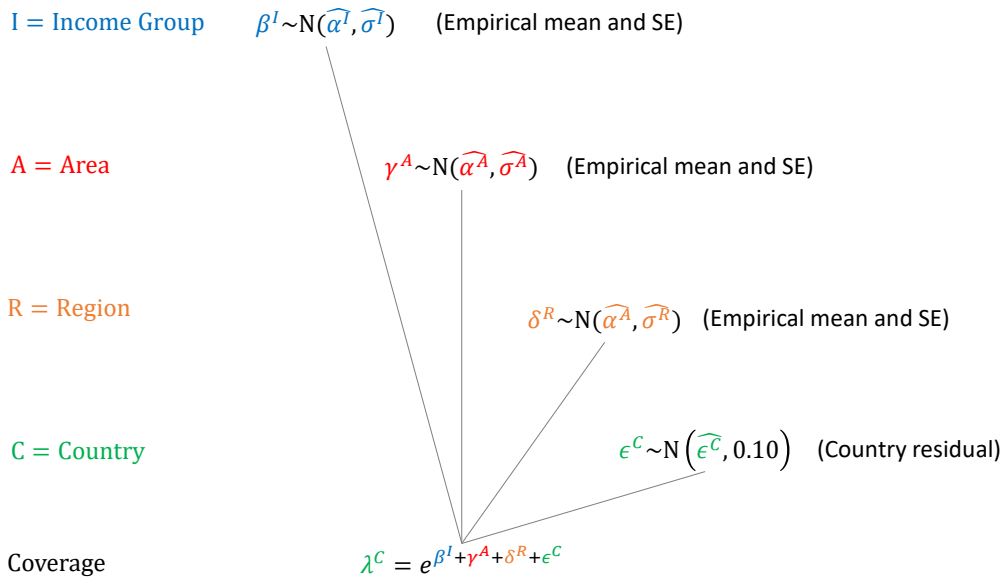 I = Income Group β^I~N(α^Î, σ^Î) (Empirical mean and SE)
A = Area γ^A~N(α^Â, σ^Â) (Empirical mean and SE)
R = Region δ^R~N(α^Â, σ^R̂) (Empirical mean and SE)
C = Country ϵ^C~N(ϵ^Ĉ, 0.10) (Country residual)
Coverage λ^C = e^{β^I+γ^A+δ^R+ϵ^C}